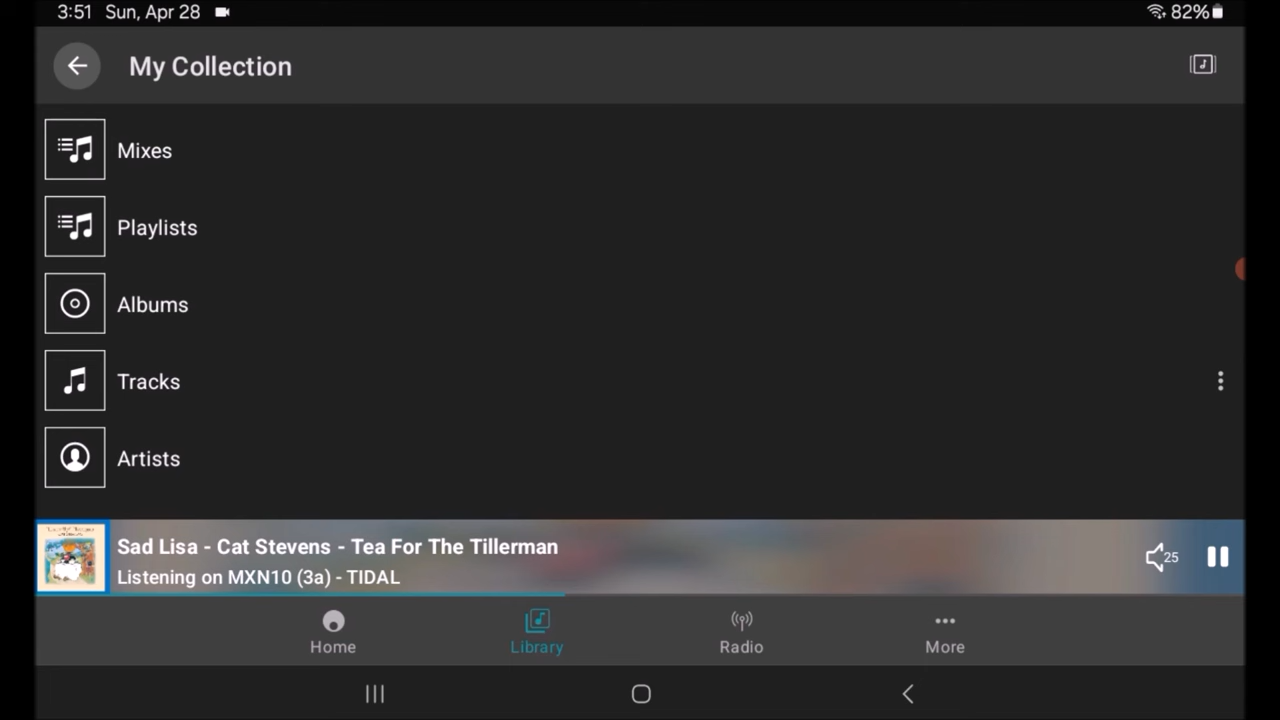 3:51 Sun, Apr 28
82%
My Collection
Mixes
Playlists
Albums
Tracks
Artists
Sad Lisa - Cat Stevens - Tea For The Tillerman
Listening on MXN10 (3a) - TIDAL
25
Home
Library
Radio
More